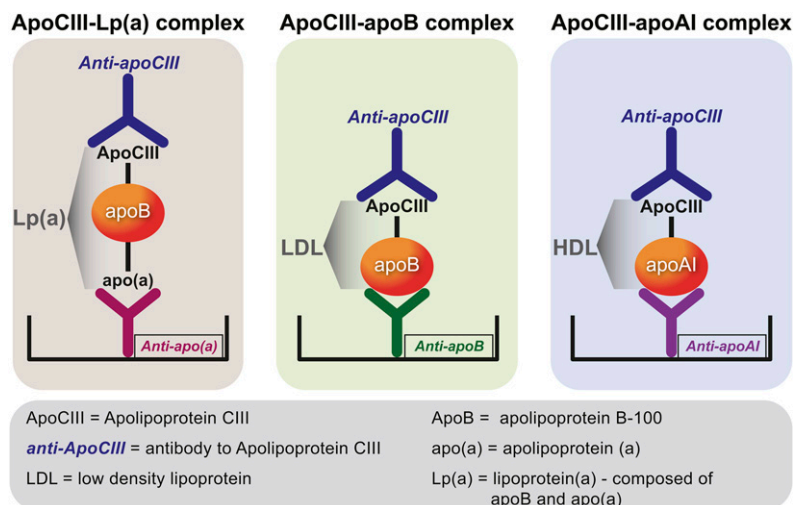 ApoCIII-Lp(a) complex
Anti-apoCIII
ApoCIII
Lp(a)
apoB
apo(a)
Anti-apo(a)
ApoCIII-apoB complex
Anti-apoCIII
ApoCIII
LDL
apoB
Anti-apoB
ApoCIII-apoAI complex
Anti-apoCIII
ApoCIII
HDL
apoAI
Anti-apoAI
ApoCIII = Apolipoprotein CIII
anti-ApoCIII = antibody to Apolipoprotein CIII
LDL = low density lipoprotein
ApoB = apolipoprotein B-100
apo(a) = apolipoprotein (a)
Lp(a) = lipoprotein(a) - composed of
apoB and apo(a)